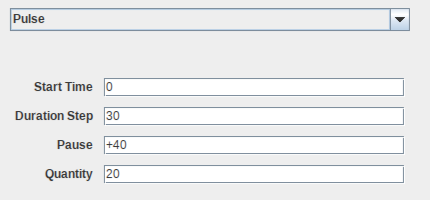 Pulse
Start Time 0
Duration Step 30
Pause +40
Quantity 20